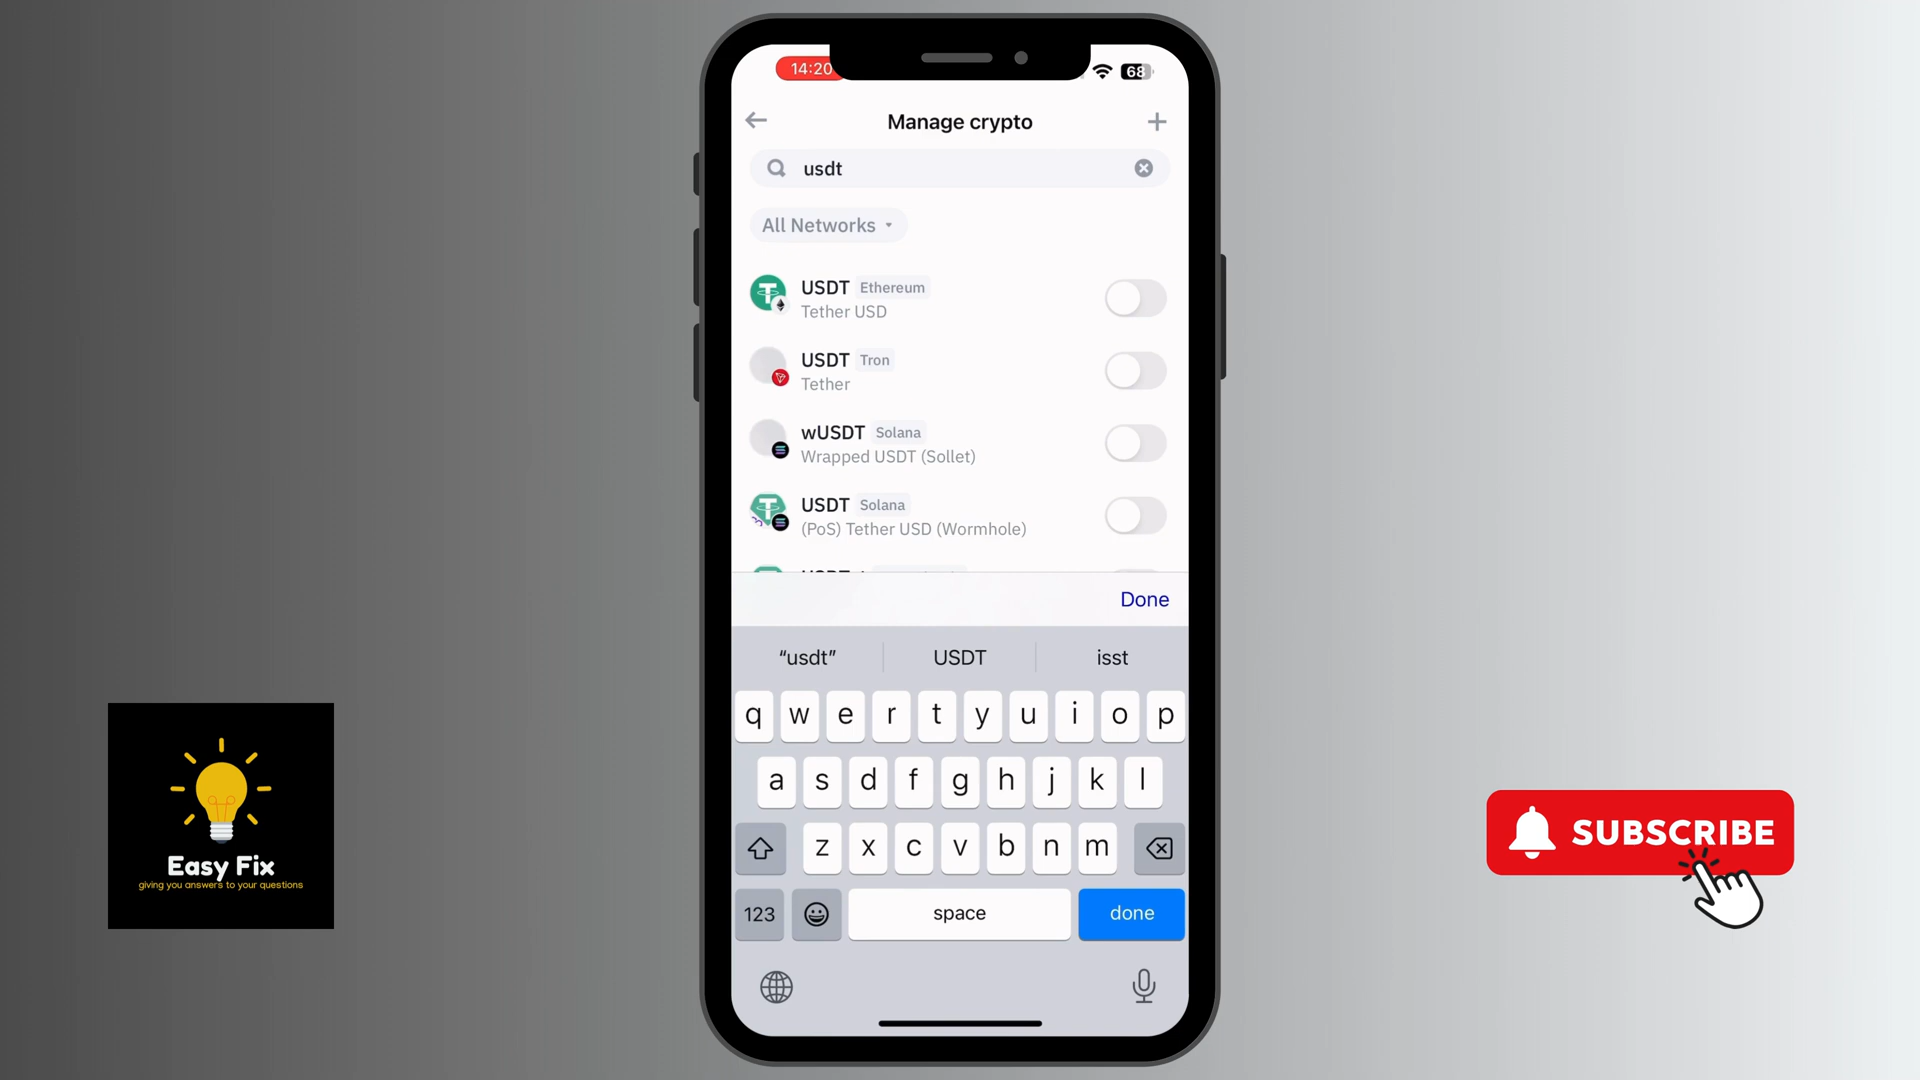 14:20
68
Manage crypto
usdt
All Networks
USDT Ethereum
Tether USD
USDT Tron
Tether
wUSDT Solana
Wrapped USDT (Sollet)
USDT Solana
(PoS) Tether USD (Wormhole)
Done
“usdt” USDT isst
q w e r t y u i o p
a s d f g h j k l
z x c v b n m
123 space done
Easy Fix
giving you answers to your questions
SUBSCRIBE